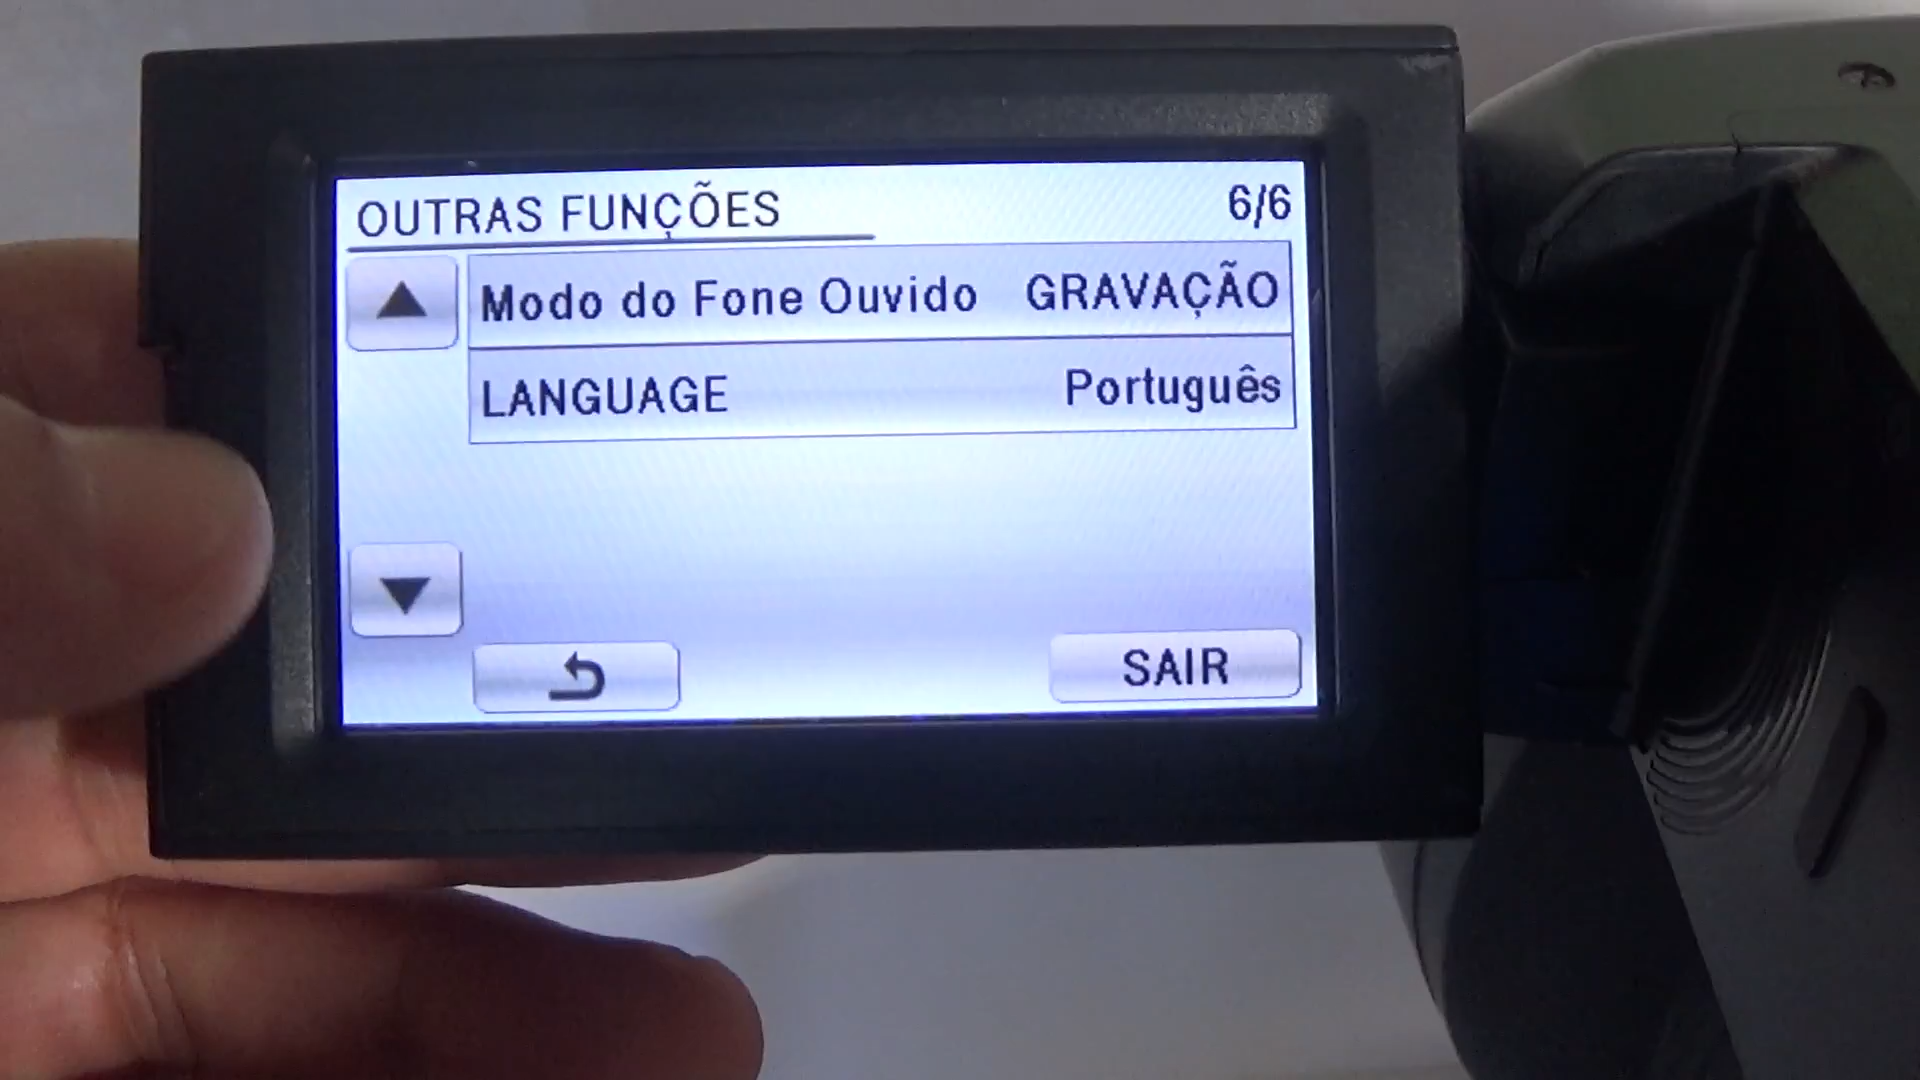 OUTRAS FUNÇÕES 6/6
Modo do Fone Ouvido GRAVAÇÃO
LANGUAGE Português
SAIR